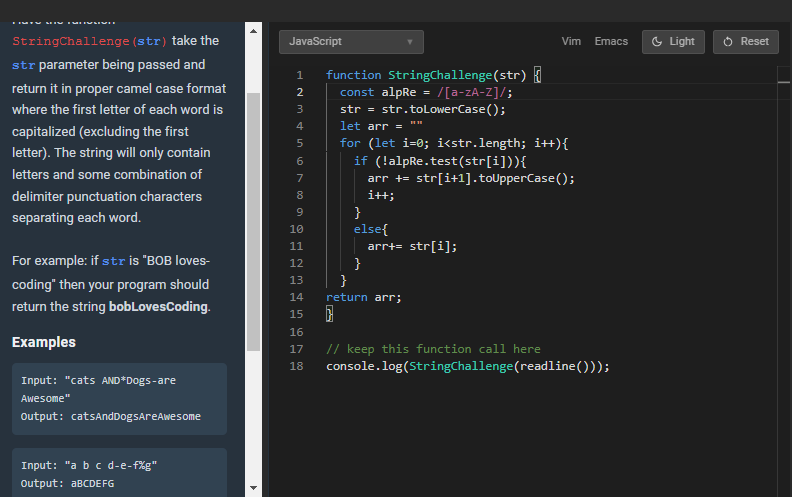 StringChallenge(str) take the
str parameter being passed and
return it in proper camel case format
where the first letter of each word is
capitalized (excluding the first
letter). The string will only contain
letters and some combination of
delimiter punctuation characters
separating each word.
For example: if str is "BOB loves-
coding" then your program should
return the string bobLovesCoding.
Examples
Input: "cats AND*Dogs-are
Awesome"
Output: catsAndDogsAreAwesome
Input: "a b c d-e-f%g"
Output: aBCDEFG
JavaScript
Vim Emacs Light Reset
1 function StringChallenge(str) {
2 const alpRe = /[a-zA-Z]/;
3 str = str.toLowerCase();
4 let arr = ""
5 for (let i=0; i<str.length; i++){
6 if (!alpRe.test(str[i])){
7 arr += str[i+1].toUpperCase();
8 i++;
9 }
10 else{
11 arr+= str[i];
12 }
13 }
14 return arr;
15 }
16
17 // keep this function call here
18 console.log(StringChallenge(readline()));